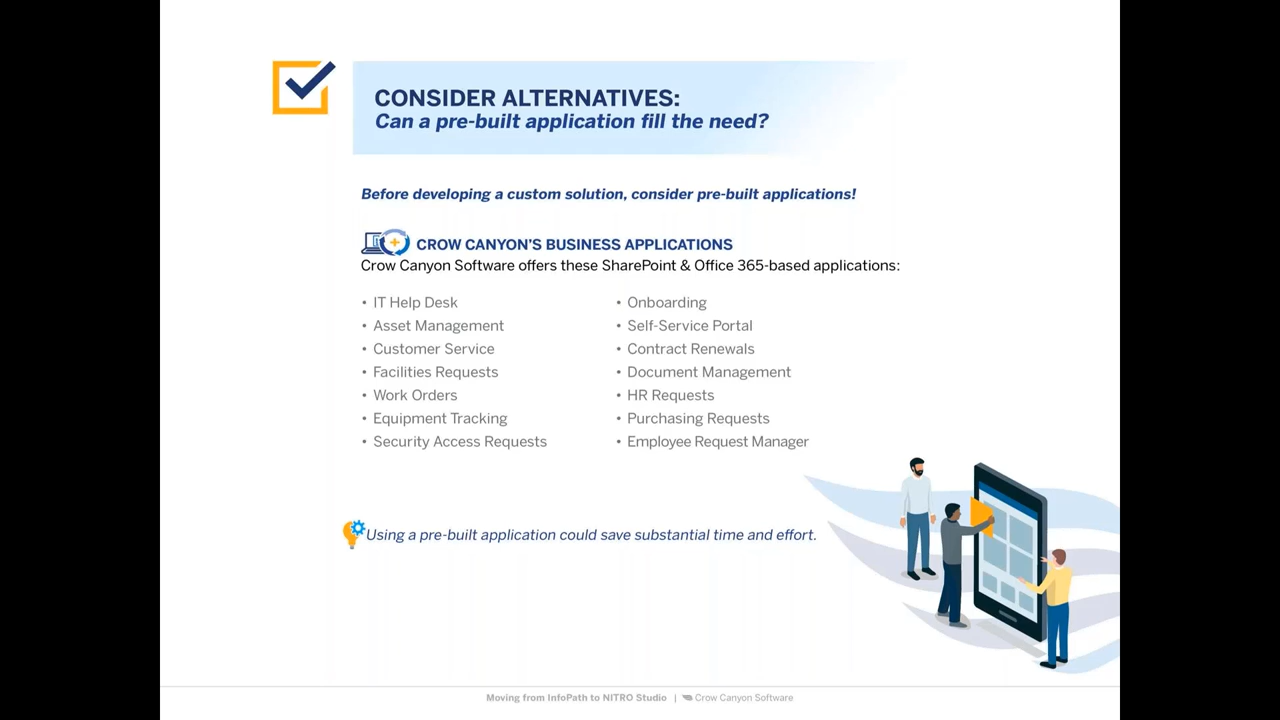 CONSIDER ALTERNATIVES:
Can a pre-built application fill the need?
Before developing a custom solution, consider pre-built applications!
CROW CANYON'S BUSINESS APPLICATIONS
Crow Canyon Software offers these SharePoint & Office 365-based applications:
• IT Help Desk
• Asset Management
• Customer Service
• Facilities Requests
• Work Orders
• Equipment Tracking
• Security Access Requests
• Onboarding
• Self-Service Portal
• Contract Renewals
• Document Management
• HR Requests
• Purchasing Requests
• Employee Request Manager
Using a pre-built application could save substantial time and effort.
Moving from InfoPath to NITRO Studio | Crow Canyon Software